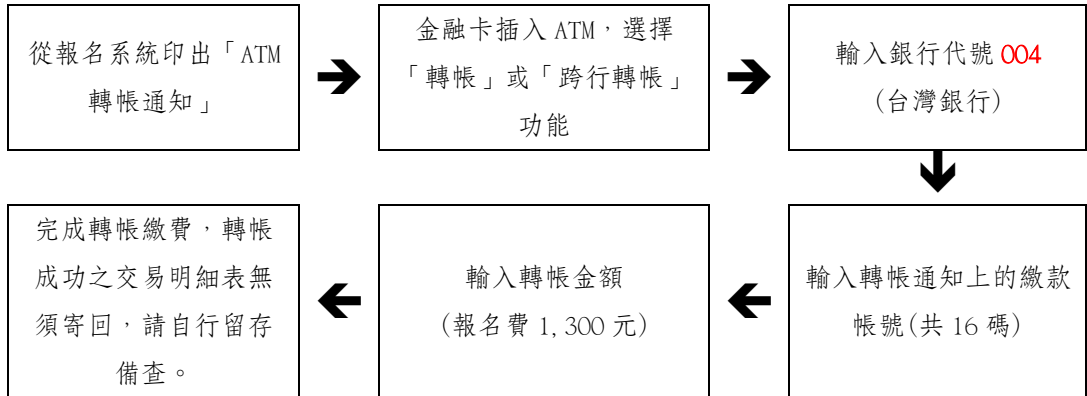 從報名系統印出「ATM
轉帳通知」
金融卡插入 ATM，選擇
「轉帳」或「跨行轉帳」
功能
輸入銀行代號 004
(台灣銀行)
輸入轉帳通知上的繳款
帳號(共 16 碼)
輸入轉帳金額
(報名費 1,300 元)
完成轉帳繳費，轉帳
成功之交易明細表無
須寄回，請自行留存
備查。